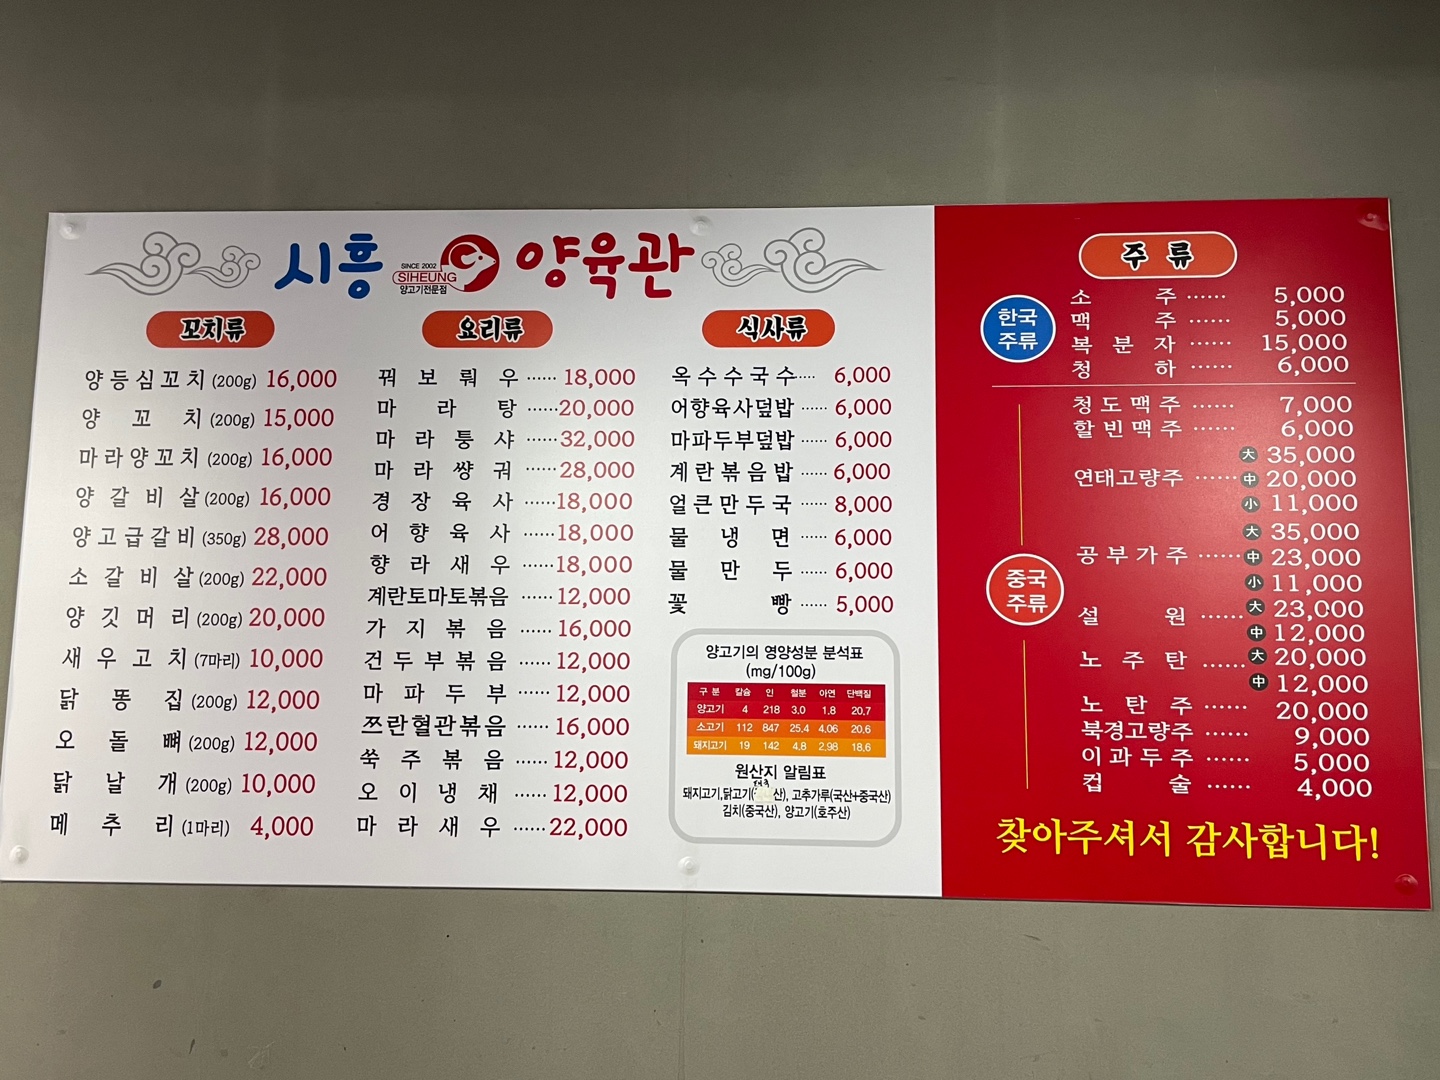 시흥 양육관
SINCE 2002
SIHEUNG
양고기전문점
꼬치류
양등심꼬치 (200g) 16,000
양꼬치 (200g) 15,000
마라양꼬치 (200g) 16,000
양갈비살 (200g) 16,000
양고급갈비 (350g) 28,000
소갈비살 (200g) 22,000
양깃머리 (200g) 20,000
새우고치 (7마리) 10,000
닭똥집 (200g) 12,000
오돌뼈 (200g) 12,000
닭날개 (200g) 10,000
메추리 (1마리) 4,000
요리류
꿔보뤄우 ······ 18,000
마라탕 ······ 20,000
마라퉁샤 ······ 32,000
마라썅궈 ······ 28,000
경장육사 ······ 18,000
어향육사 ······ 18,000
향라새우 ······ 18,000
계란토마토볶음 ······ 12,000
가지볶음 ······ 16,000
건두부볶음 ······ 12,000
마파두부 ······ 12,000
쯔란혈관볶음 ······ 16,000
쑥주볶음 ······ 12,000
오이냉채 ······ 12,000
마라새우 ······ 22,000
식사류
옥수수국수 ···· 6,000
어향육사덮밥 ······ 6,000
마파두부덮밥 ······ 6,000
계란볶음밥 ······ 6,000
얼큰만두국 ······ 8,000
물냉면 ······ 6,000
물만두 ······ 6,000
꽃빵 ······ 5,000
양고기의 영양성분 분석표
(mg/100g)
구분 칼슘 인 철분 아연 단백질
양고기 4 218 3.0 1.8 20.7
소고기 112 847 25.4 4.06 20.6
돼지고기 19 142 4.8 2.98 18.6
원산지 알림표
돼지고기,닭고기( 산), 고추가루(국산+중국산)
김치(중국산), 양고기(호주산)
주류
한국
주류
소주 ······ 5,000
맥주 ······ 5,000
복분자 ······ 15,000
청하 ······ 6,000
중국
주류
청도맥주 ······ 7,000
할빈맥주 ······ 6,000
大 35,000
연태고량주 ······ 中 20,000
小 11,000
大 35,000
공부가주 ······ 中 23,000
小 11,000
설원 ······ 大 23,000
中 12,000
노주탄 ······ 大 20,000
中 12,000
노탄주 ······ 20,000
북경고량주 ······ 9,000
이과두주 ······ 5,000
컵술 ······ 4,000
찾아주셔서 감사합니다!